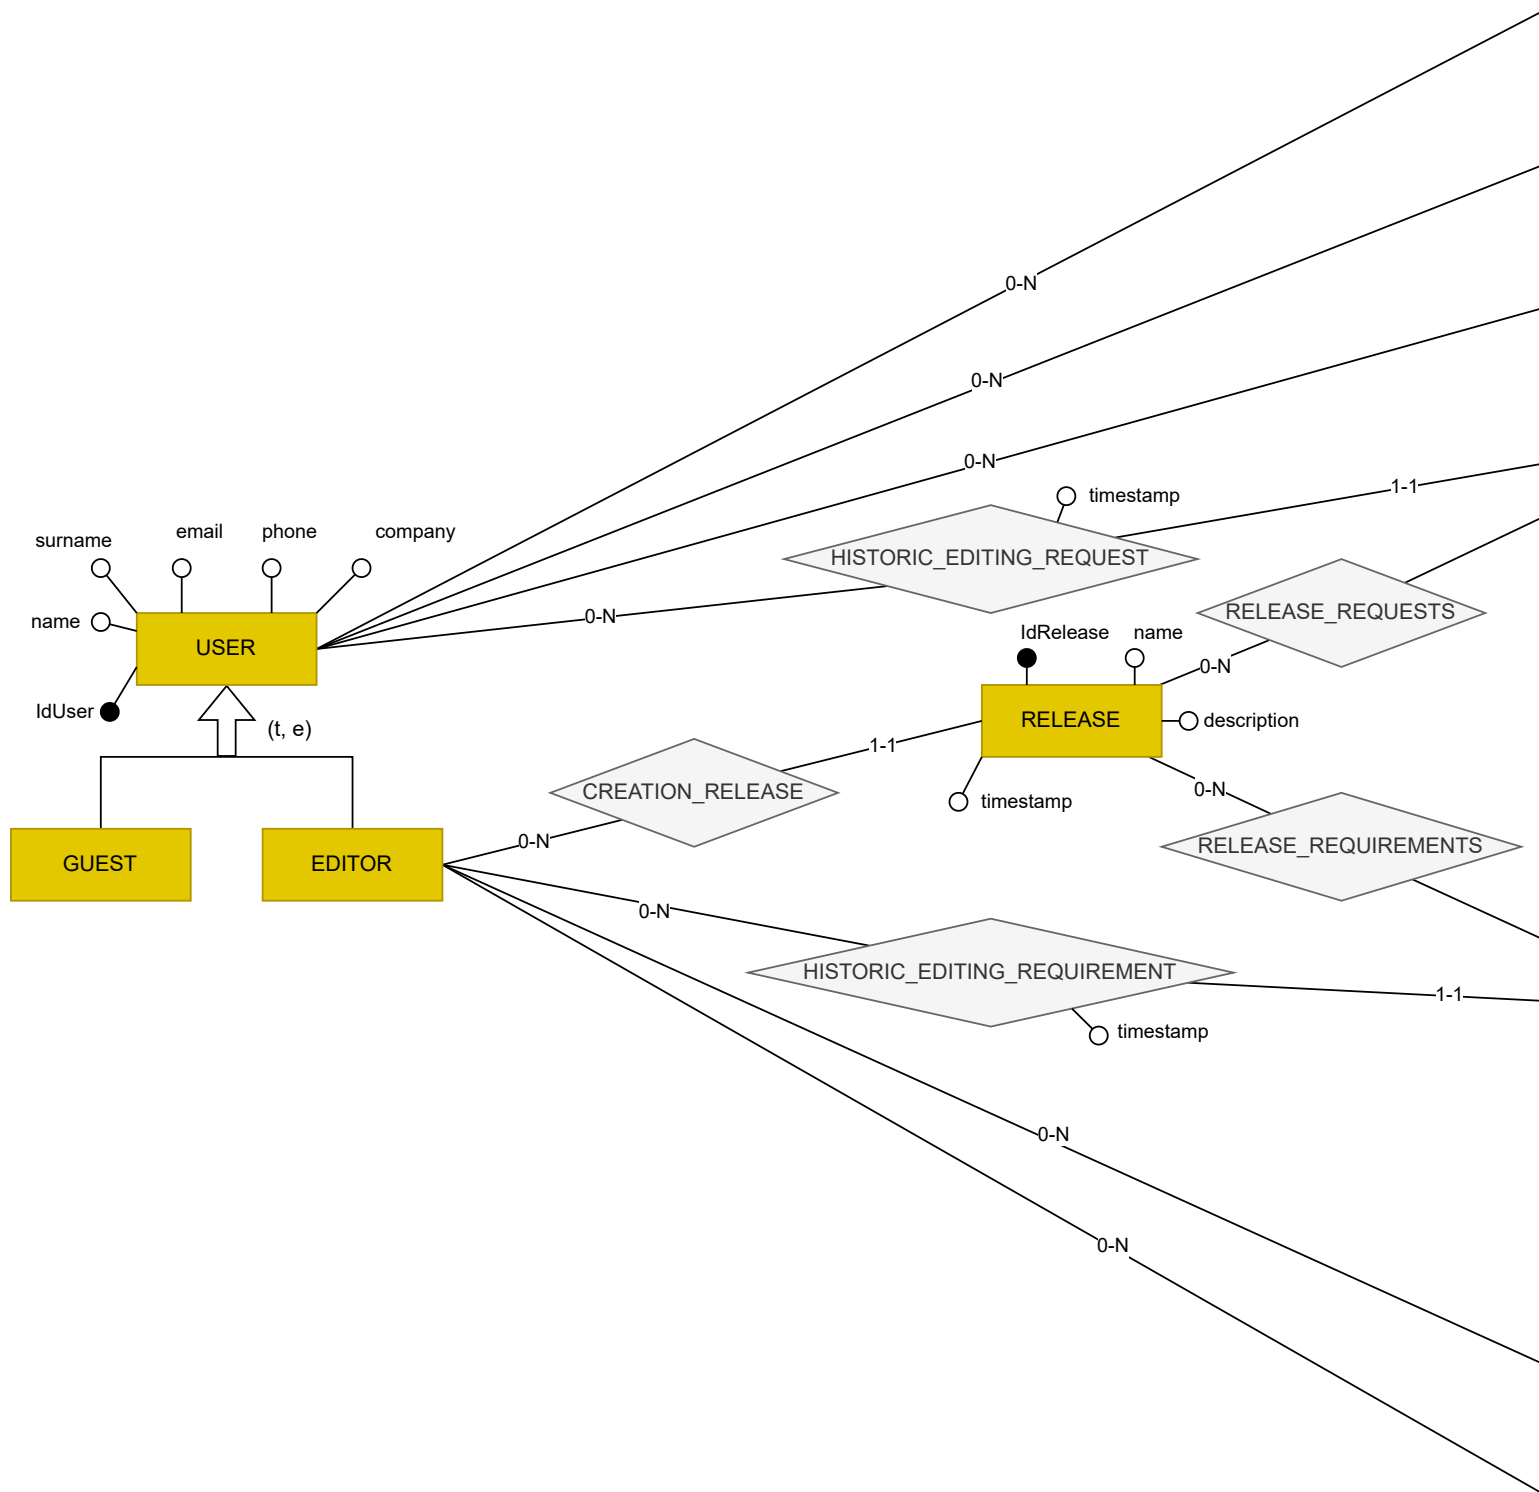 0-N
0-N
0-N
1-1
timestamp
HISTORIC_EDITING_REQUEST
surname
email
phone
company
name
USER
IdUser
(t, e)
0-N
RELEASE_REQUESTS
0-N
IdRelease
name
RELEASE
description
timestamp
1-1
CREATION_RELEASE
0-N
0-N
RELEASE_REQUIREMENTS
GUEST
EDITOR
0-N
HISTORIC_EDITING_REQUIREMENT
1-1
timestamp
0-N
0-N